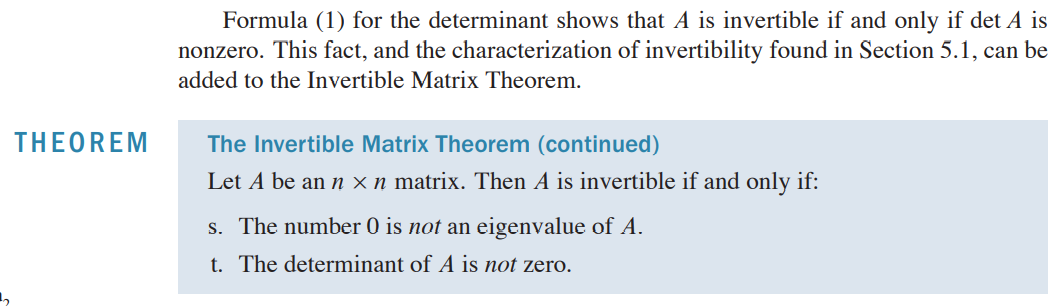 Formula (1) for the determinant shows that A is invertible if and only if det A is
nonzero. This fact, and the characterization of invertibility found in Section 5.1, can be
added to the Invertible Matrix Theorem.
THEOREM
The Invertible Matrix Theorem (continued)
Let A be an n × n matrix. Then A is invertible if and only if:
s. The number 0 is not an eigenvalue of A.
t. The determinant of A is not zero.